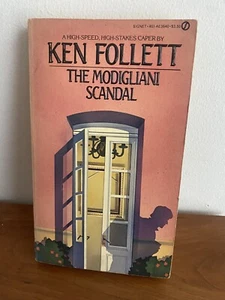 A HIGH-SPEED, HIGH-STAKES CAPER BY
KEN FOLLETT
THE MODIGLIANI
SCANDAL